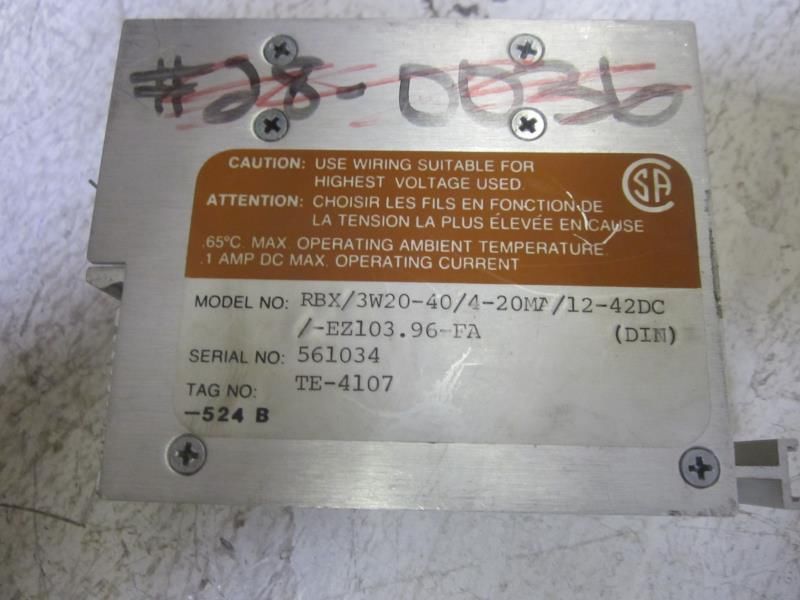 #28-0036
CAUTION: USE WIRING SUITABLE FOR
HIGHEST VOLTAGE USED.
CSA
ATTENTION: CHOISIR LES FILS EN FONCTION DE
LA TENSION LA PLUS ÉLEVÉE EN CAUSE
.65°C. MAX. OPERATING AMBIENT TEMPERATURE.
.1 AMP DC MAX. OPERATING CURRENT
MODEL NO: RBX/3W20-40/4-20MA/12-42DC
/-EZ103.96-FA (DIN)
SERIAL NO: 561034
TAG NO: TE-4107
-524 B